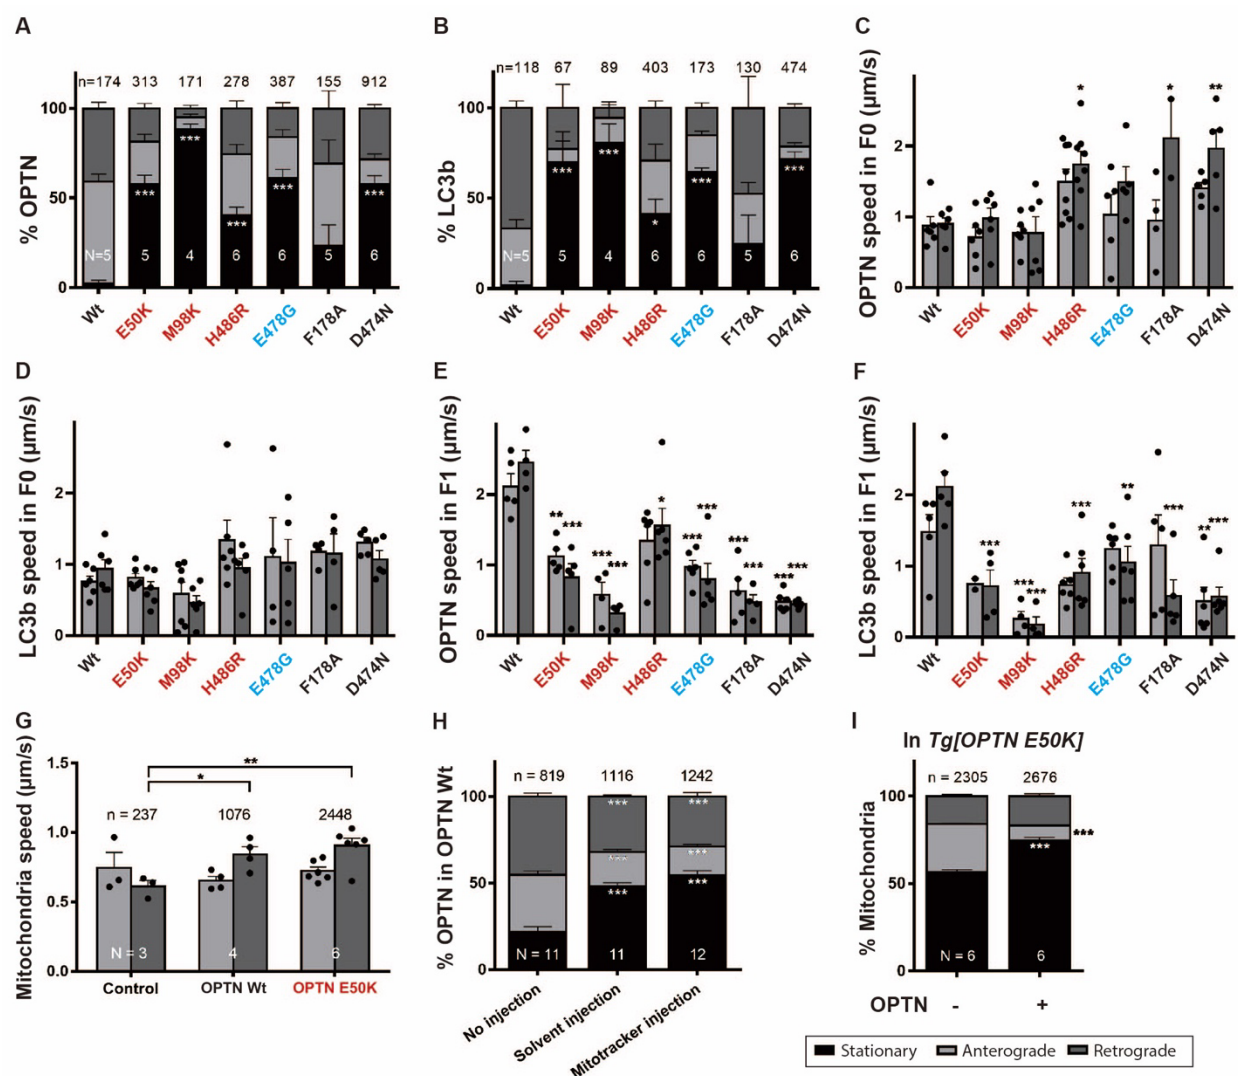 A
n=174 313 171 278 387 155 912
% OPTN
100
50
0
*** *** *** *** ***
N=5 5 4 6 6 5 6
Wt E50K M98K H486R E478G F178A D474N
B
n=118 67 89 403 173 130 474
% LC3b
100
50
0
*** *** * *** ***
N=5 5 4 6 6 5 6
Wt E50K M98K H486R E478G F178A D474N
C
OPTN speed in F0 (µm/s)
2
1
0
* * **
Wt E50K M98K H486R E478G F178A D474N
D
LC3b speed in F0 (µm/s)
2
1
0
Wt E50K M98K H486R E478G F178A D474N
E
OPTN speed in F1 (µm/s)
2
1
0
** *** *** *** * *** *** *** *** *** ***
Wt E50K M98K H486R E478G F178A D474N
F
LC3b speed in F1 (µm/s)
2
1
0
*** *** *** *** ** *** ** ***
Wt E50K M98K H486R E478G F178A D474N
G
Mitochondria speed (µm/s)
1.5
1.0
0.5
0.0
**
*
n = 237 1076 2448
N = 3 4 6
Control OPTN Wt OPTN E50K
H
% OPTN in OPTN Wt
n = 819 1116 1242
100
50
0
*** ***
*** ***
*** ***
N = 11 11 12
No injection Solvent injection Mitotracker injection
I
In Tg[OPTN E50K]
n = 2305 2676
% Mitochondria
100
50
0
***
***
N = 6 6
OPTN - +
Stationary Anterograde Retrograde